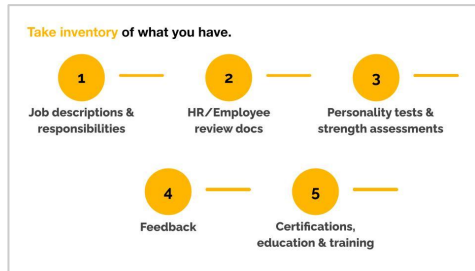 Take inventory of what you have.
1
2
3
Job descriptions &
responsibilities
HR/Employee
review docs
Personality tests &
strength assessments
4
5
Feedback
Certifications,
education & training